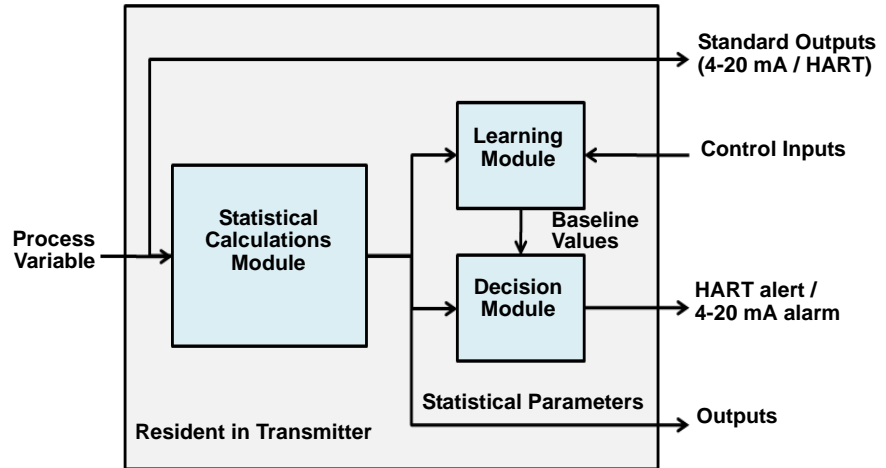 Standard Outputs
(4-20 mA / HART)
Learning
Module
Control Inputs
Statistical
Calculations
Module
Baseline
Values
Process
Variable
Decision
Module
HART alert /
4-20 mA alarm
Statistical Parameters
Outputs
Resident in Transmitter